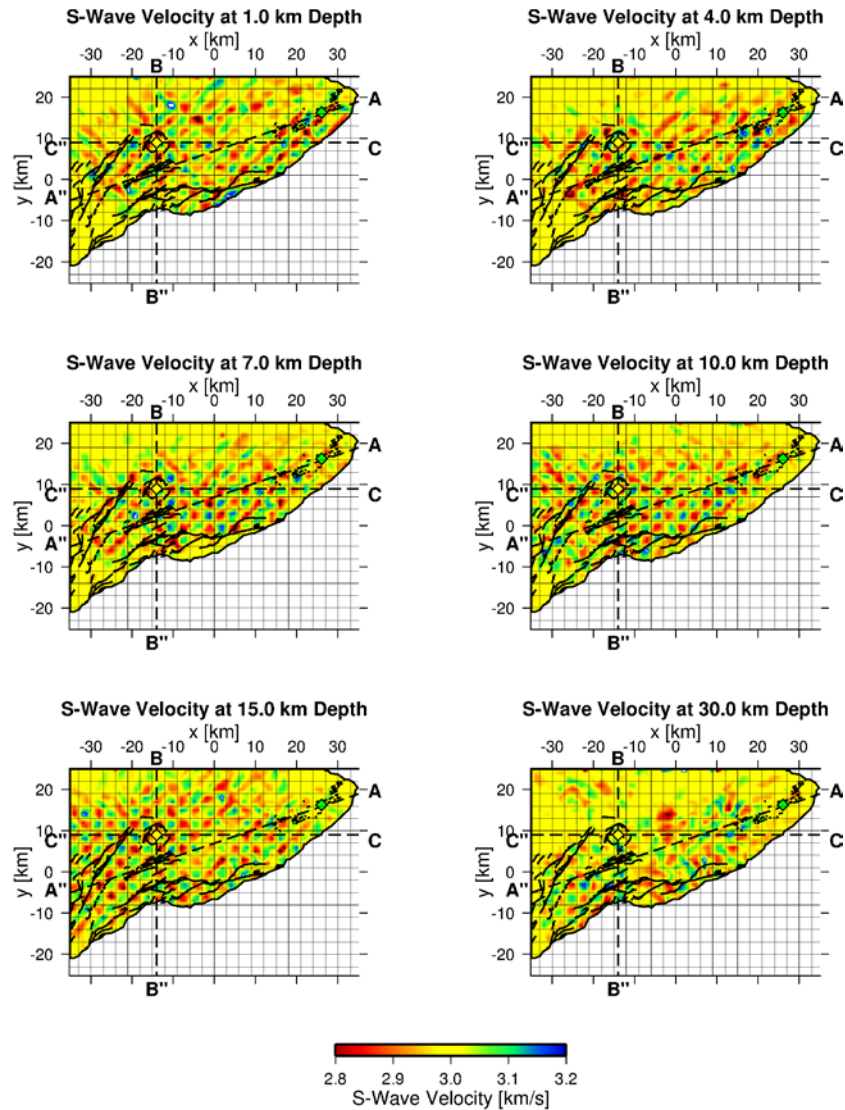 S-Wave Velocity at 1.0 km Depth
x [km]
-30 -20 -10 0 10 20 30
B
20
10
0
-10
-20
y [km]
A
C
C"
A"
B"
S-Wave Velocity at 4.0 km Depth
x [km]
-30 -20 -10 0 10 20 30
B
20
10
0
-10
-20
y [km]
A
C
C"
A"
B"
S-Wave Velocity at 7.0 km Depth
x [km]
-30 -20 -10 0 10 20 30
B
20
10
0
-10
-20
y [km]
A
C
C"
A"
B"
S-Wave Velocity at 10.0 km Depth
x [km]
-30 -20 -10 0 10 20 30
B
20
10
0
-10
-20
y [km]
A
C
C"
A"
B"
S-Wave Velocity at 15.0 km Depth
x [km]
-30 -20 -10 0 10 20 30
B
20
10
0
-10
-20
y [km]
A
C
C"
A"
B"
S-Wave Velocity at 30.0 km Depth
x [km]
-30 -20 -10 0 10 20 30
B
20
10
0
-10
-20
y [km]
A
C
C"
A"
B"
2.8 2.9 3.0 3.1 3.2
S-Wave Velocity [km/s]